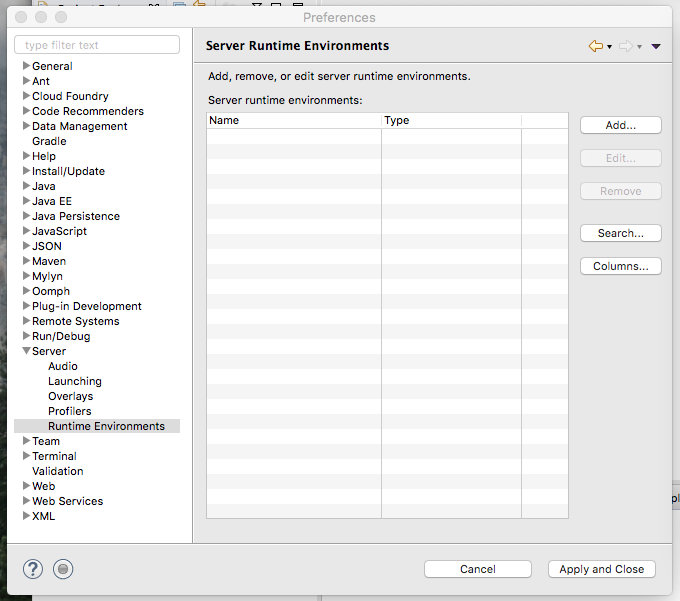 Preferences
type filter text
General
Ant
Cloud Foundry
Code Recommenders
Data Management
Gradle
Help
Install/Update
Java
Java EE
Java Persistence
JavaScript
JSON
Maven
Mylyn
Oomph
Plug-in Development
Remote Systems
Run/Debug
Server
Audio
Launching
Overlays
Profilers
Runtime Environments
Team
Terminal
Validation
Web
Web Services
XML
Server Runtime Environments
Add, remove, or edit server runtime environments.
Server runtime environments:
Name Type
Add...
Edit...
Remove
Search...
Columns...
pl
? Cancel Apply and Close